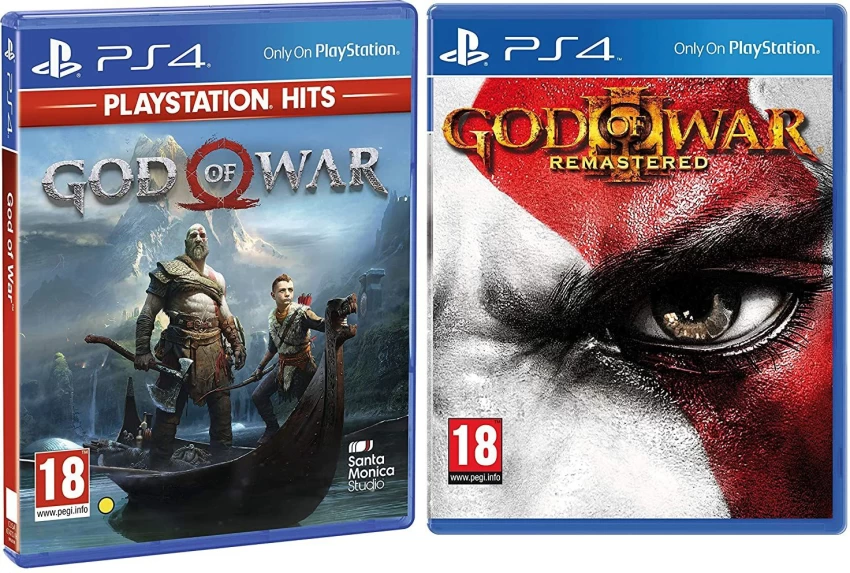 PS4
Only On PlayStation
PLAYSTATION HITS
GOD OF WAR
Santa
Monica
Studio
18
www.pegi.info
PS4
God of War
PS4
Only On PlayStation
GOD OF WAR
III
REMASTERED
18
www.pegi.info